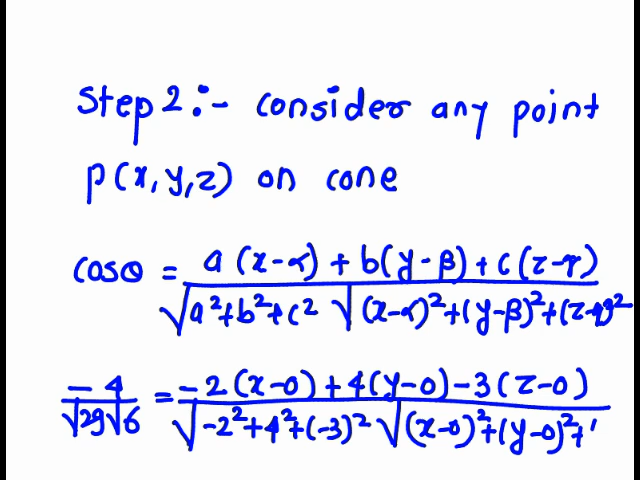 Step 2 :- consider any point
P(x,y,z) on cone
cosθ = a(x-α)+b(y-β)+c(z-γ) / √a²+b²+c² √(x-α)²+(y-β)²+(z-γ)²
-4 / √29√6 = -2(x-0)+4(y-0)-3(z-0) / √-2²+4²+(-3)² √(x-0)²+(y-0)²+